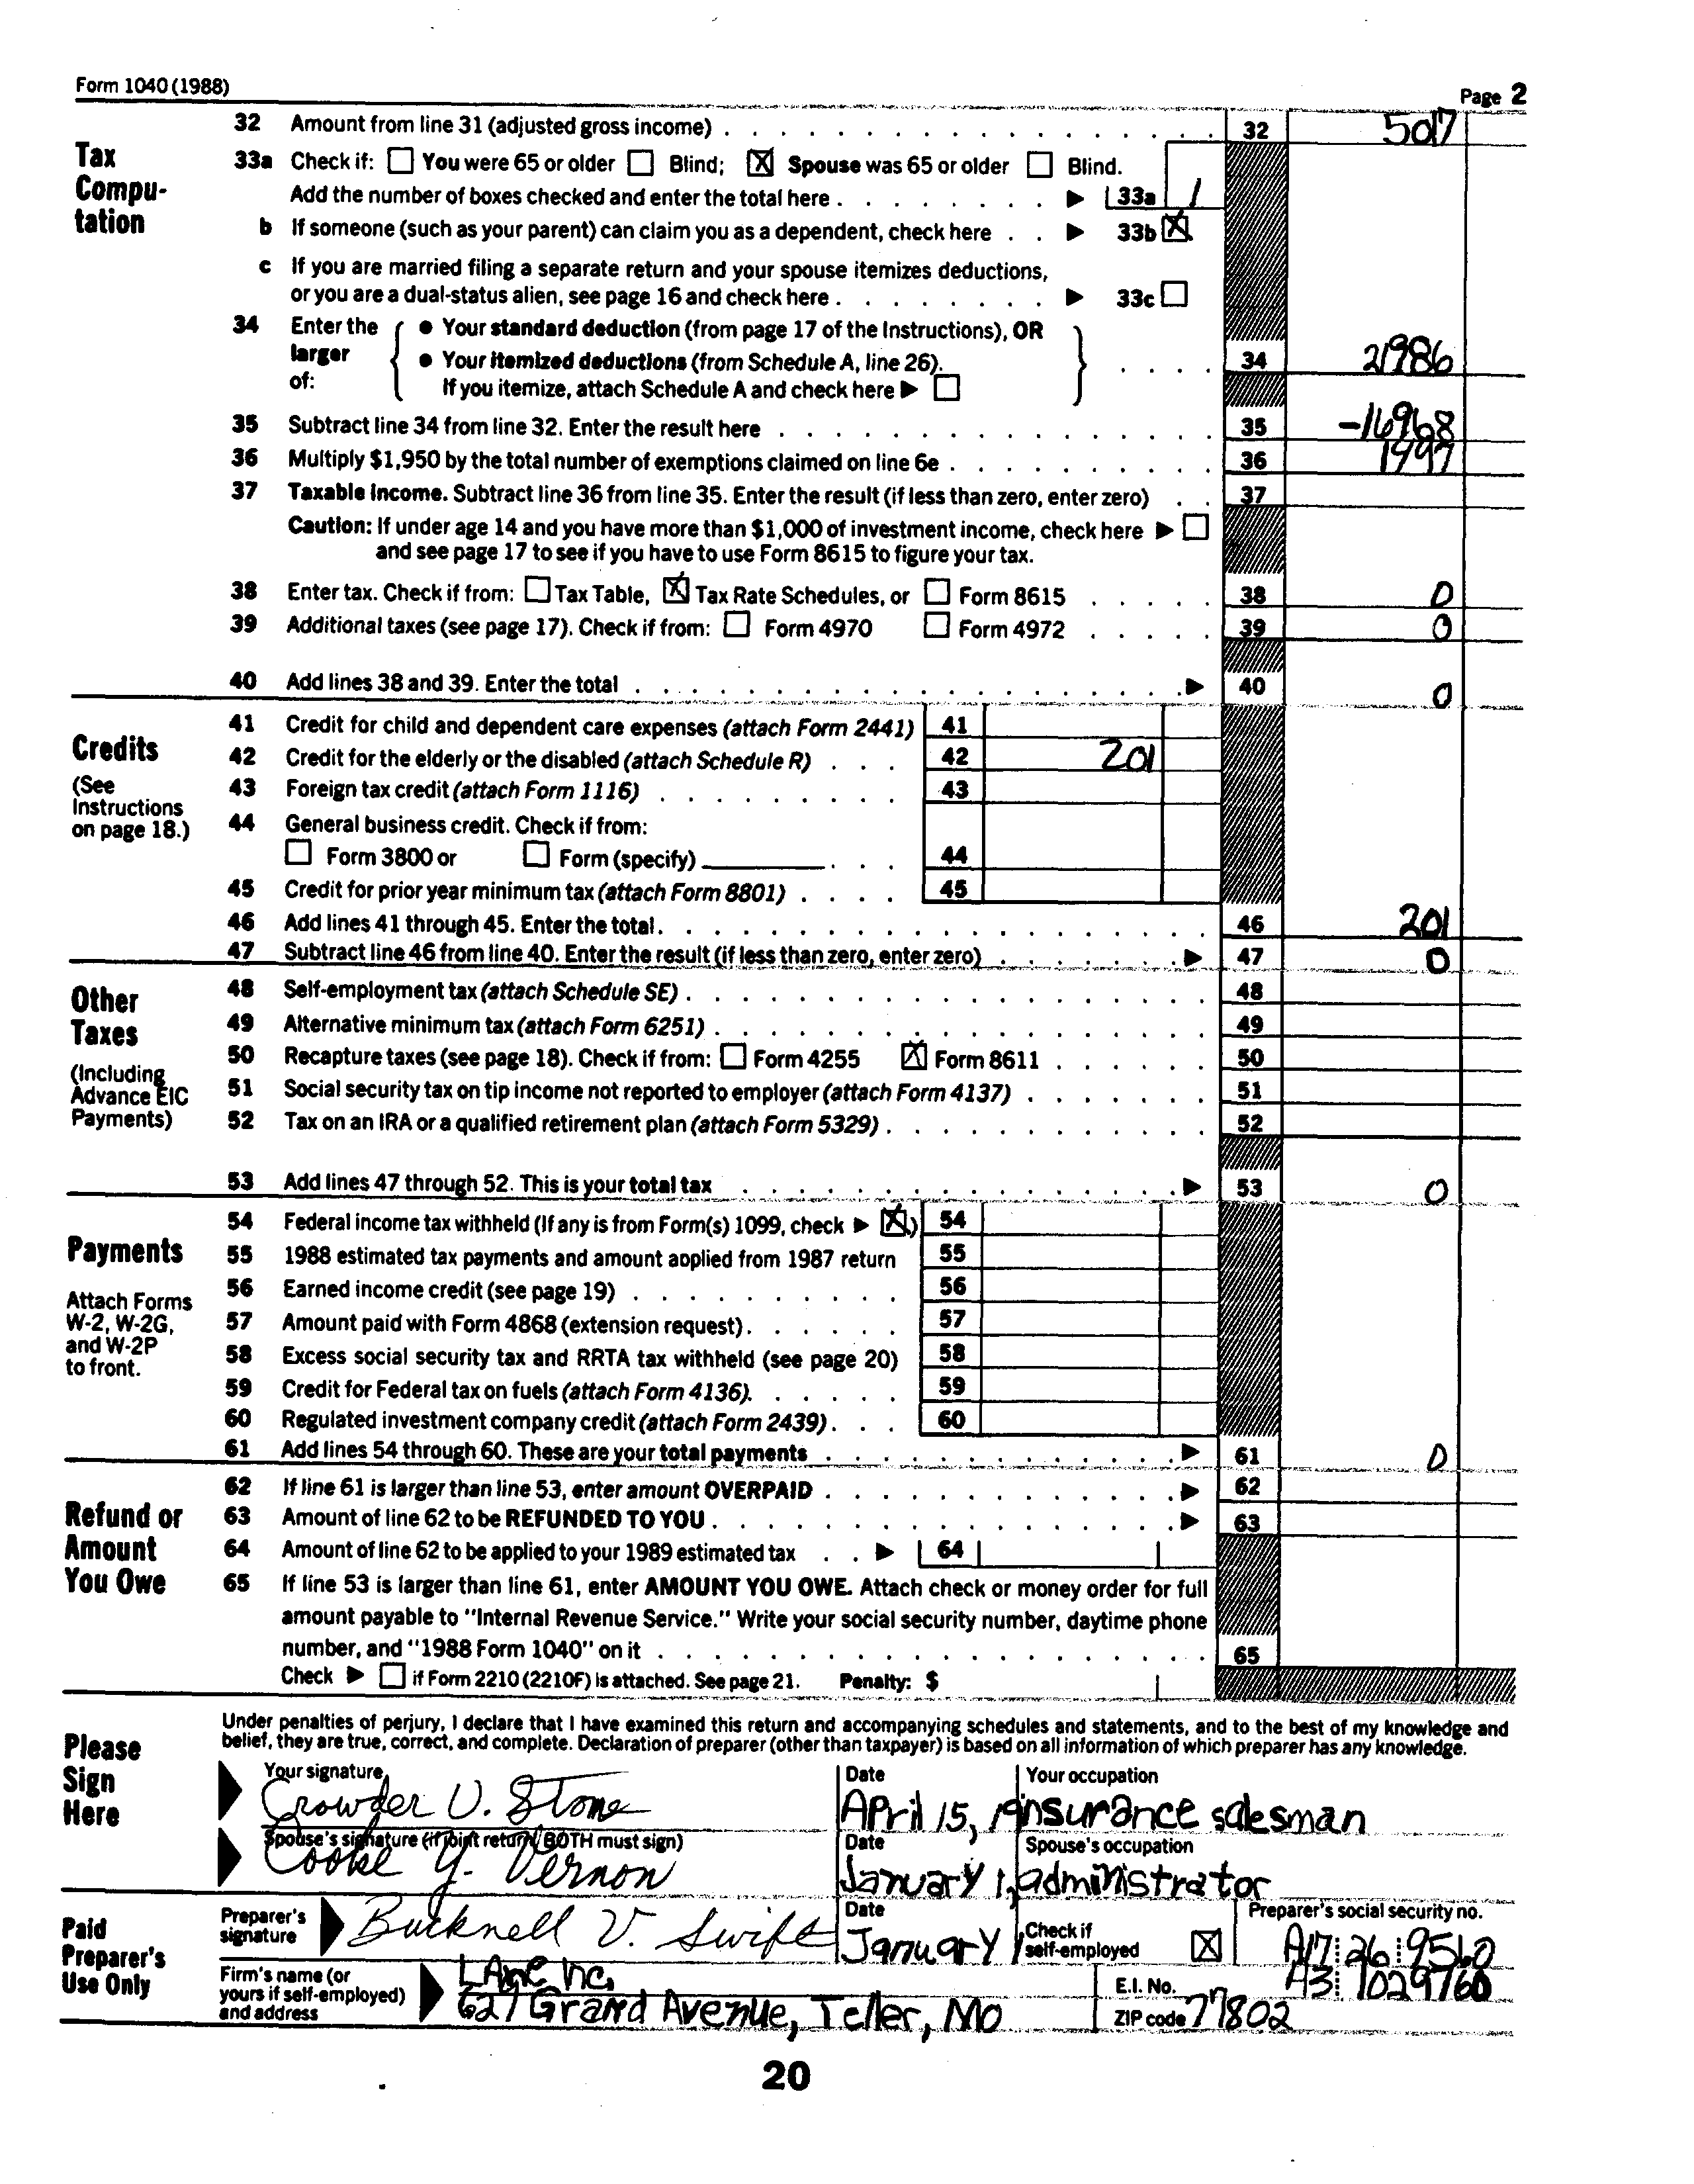 Form 1040 (1988) Page 2
Tax Computation
32 Amount from line 31 (adjusted gross income) 32 5017
33a Check if: You were 65 or older Blind; X Spouse was 65 or older Blind.
Add the number of boxes checked and enter the total here 33a 1
b If someone (such as your parent) can claim you as a dependent, check here 33b X
c If you are married filing a separate return and your spouse itemizes deductions,
or you are a dual-status alien, see page 16 and check here 33c
34 Enter the larger of: • Your standard deduction (from page 17 of the Instructions), OR
• Your itemized deductions (from Schedule A, line 26). 34 21986
If you itemize, attach Schedule A and check here
35 Subtract line 34 from line 32. Enter the result here 35 -16968
36 Multiply $1,950 by the total number of exemptions claimed on line 6e 36 1997
37 Taxable income. Subtract line 36 from line 35. Enter the result (if less than zero, enter zero) 37
Caution: If under age 14 and you have more than $1,000 of investment income, check here
and see page 17 to see if you have to use Form 8615 to figure your tax.
38 Enter tax. Check if from: Tax Table, X Tax Rate Schedules, or Form 8615 38 0
39 Additional taxes (see page 17). Check if from: Form 4970 Form 4972 39 0
40 Add lines 38 and 39. Enter the total 40 0
Credits
(See Instructions on page 18.)
41 Credit for child and dependent care expenses (attach Form 2441) 41
42 Credit for the elderly or the disabled (attach Schedule R) 42 201
43 Foreign tax credit (attach Form 1116) 43
44 General business credit. Check if from:
Form 3800 or Form (specify) 44
45 Credit for prior year minimum tax (attach Form 8801) 45
46 Add lines 41 through 45. Enter the total. 46 201
47 Subtract line 46 from line 40. Enter the result (if less than zero, enter zero) 47 0
Other Taxes
(Including Advance EIC Payments)
48 Self-employment tax (attach Schedule SE) 48
49 Alternative minimum tax (attach Form 6251) 49
50 Recapture taxes (see page 18). Check if from: Form 4255 X Form 8611 50
51 Social security tax on tip income not reported to employer (attach Form 4137) 51
52 Tax on an IRA or a qualified retirement plan (attach Form 5329) 52
53 Add lines 47 through 52. This is your total tax 53 0
Payments
Attach Forms W-2, W-2G, and W-2P to front.
54 Federal income tax withheld (If any is from Form(s) 1099, check X) 54
55 1988 estimated tax payments and amount applied from 1987 return 55
56 Earned income credit (see page 19) 56
57 Amount paid with Form 4868 (extension request) 57
58 Excess social security tax and RRTA tax withheld (see page 20) 58
59 Credit for Federal tax on fuels (attach Form 4136). 59
60 Regulated investment company credit (attach Form 2439) 60
61 Add lines 54 through 60. These are your total payments 61 0
Refund or Amount You Owe
62 If line 61 is larger than line 53, enter amount OVERPAID 62
63 Amount of line 62 to be REFUNDED TO YOU 63
64 Amount of line 62 to be applied to your 1989 estimated tax 64
65 If line 53 is larger than line 61, enter AMOUNT YOU OWE. Attach check or money order for full
amount payable to "Internal Revenue Service." Write your social security number, daytime phone
number, and "1988 Form 1040" on it 65
Check if Form 2210 (2210F) is attached. See page 21. Penalty: $
Please Sign Here
Under penalties of perjury, I declare that I have examined this return and accompanying schedules and statements, and to the best of my knowledge and
belief, they are true, correct, and complete. Declaration of preparer (other than taxpayer) is based on all information of which preparer has any knowledge.
Your signature Date Your occupation
Crowder U. Stone April 15, insurance salesman
Spouse's signature (if joint return, BOTH must sign) Date Spouse's occupation
Cooke Y. Vernon January 1, administrator
Paid Preparer's Use Only
Preparer's signature Bucknell V. Swift Date January 1 Check if self-employed X Preparer's social security no. A17 26 9560
Firm's name (or yours if self-employed) and address LAne Inc. E.I. No. A3 1029760
627 Grand Avenue, Teller, Mo ZIP code 77802
20